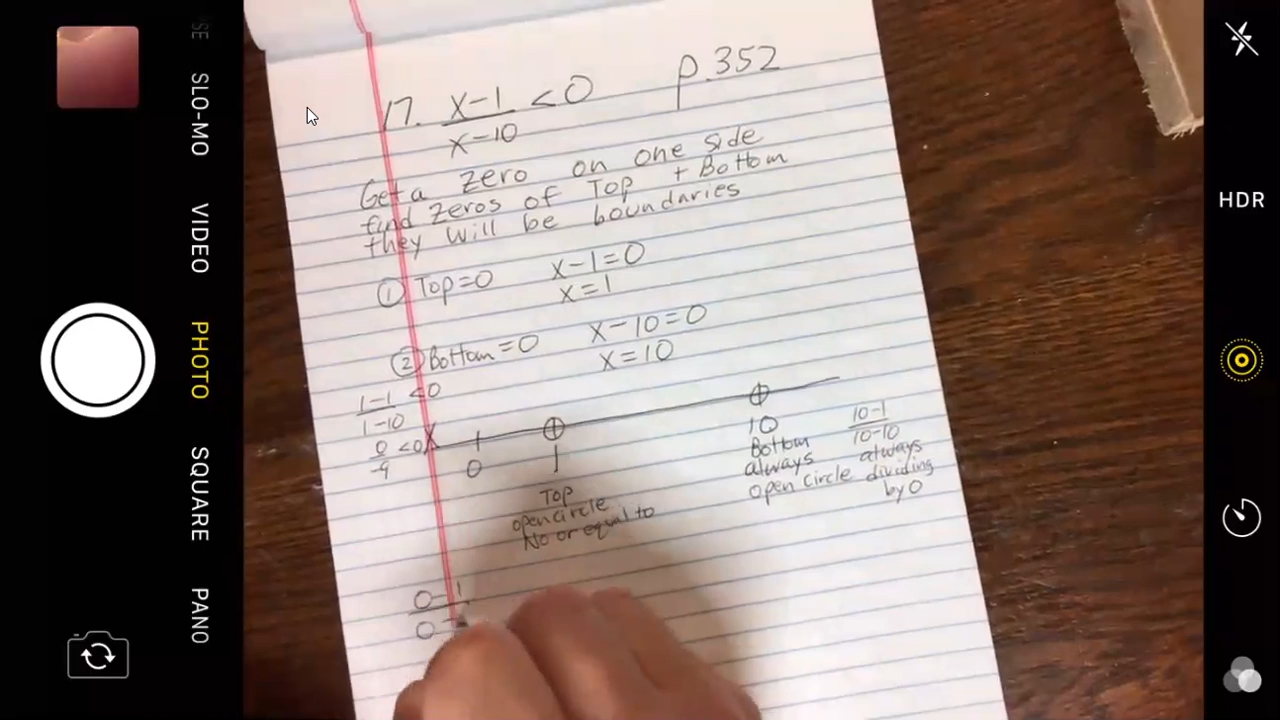 SE
SLO-MO
VIDEO
PHOTO
SQUARE
PANO
HDR
p.352
17. x-1 < 0
x-10
Get a zero on one side
find zeros of Top + Bottom
they will be boundaries
① Top=0 x-1=0
x=1
② Bottom=0 x-10=0
x=10
1-1 <0
1-10
0 <0
-9
0
1
Top
open circle
No or equal to
10
Bottom
always
open circle
10-1
10-10
always
dividing
by 0
0-1
0-